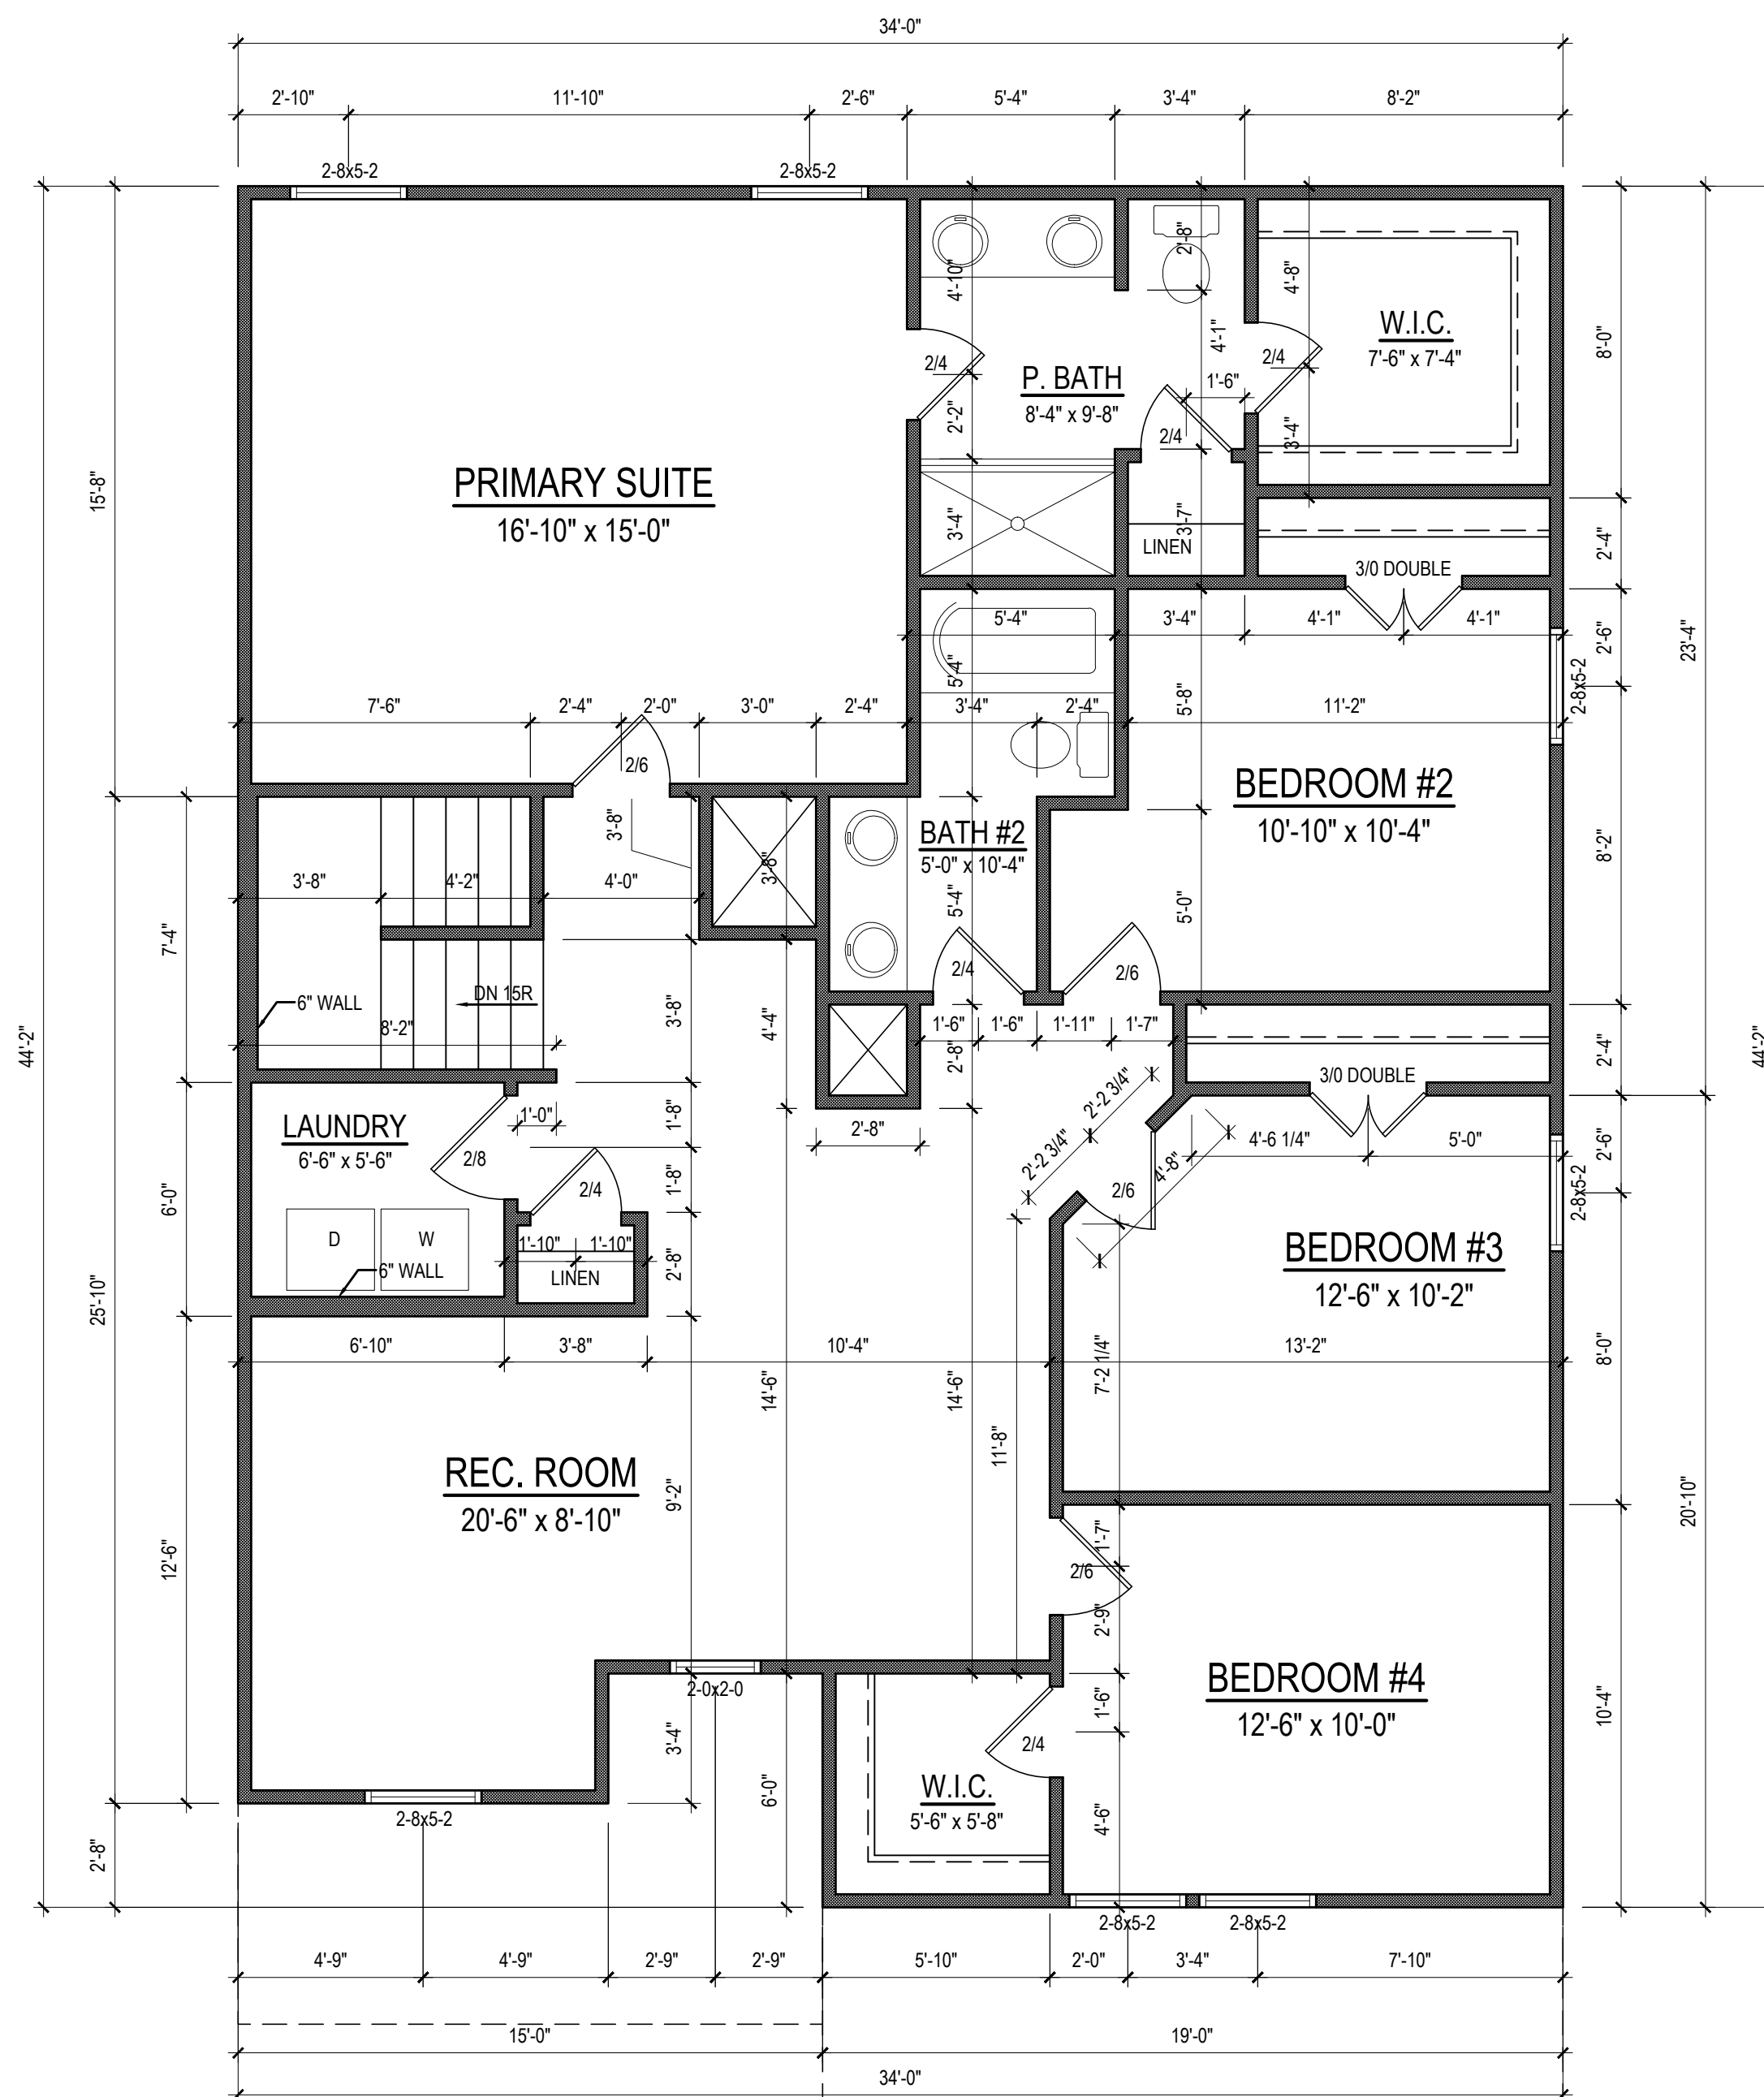 34'-0"
2'-10" 11'-10" 2'-6" 5'-4" 3'-4" 8'-2"
2-8x5-2 2-8x5-2
2'-8"
4'-10" 4'-8"
W.I.C.
7'-6" x 7'-4"
8'-0"
4'-1"
2/4 2/4
P. BATH
8'-4" x 9'-8"
1'-6"
2'-2" 2/4 3'-4"
15'-8"
PRIMARY SUITE
16'-10" x 15'-0"
3'-4" 3'-7"
LINEN
2'-4"
3/0 DOUBLE
5'-4" 3'-4" 4'-1" 4'-1"
2'-6"
23'-4"
5'-4"
2-8x5-2
7'-6" 2'-4" 2'-0" 3'-0" 2'-4" 3'-4" 2'-4" 5'-8" 11'-2"
2/6
BEDROOM #2
10'-10" x 10'-4"
3'-8"
BATH #2
5'-0" x 10'-4"
3'-8"
8'-2"
3'-8" 4'-2" 4'-0"
5'-4" 5'-0"
7'-4"
2/4 2/6
DN 15R
6" WALL
3'-8" 4'-4"
8'-2"
1'-6" 1'-6" 1'-11" 1'-7"
2'-8"
44'-2" 44'-2"
2'-4"
3/0 DOUBLE
2'-2 3/4"
1'-0" 1'-8"
LAUNDRY
6'-6" x 5'-6"
2'-8"
2'-2 3/4"
4'-6 1/4" 5'-0"
2'-6"
2/8 4'-8"
2/4 1'-8" 2/6
2-8x5-2
6'-0"
D W
1'-10" 1'-10"
BEDROOM #3
12'-6" x 10'-2"
6" WALL
LINEN
2'-8"
25'-10"
6'-10" 3'-8" 10'-4" 13'-2"
7'-2 1/4"
8'-0"
14'-6" 14'-6"
11'-8"
REC. ROOM
20'-6" x 8'-10"
9'-2"
20'-10"
12'-6"
1'-7"
2/6
2'-9"
2-0x2-0
BEDROOM #4
12'-6" x 10'-0"
1'-6"
10'-4"
3'-4"
2/4
W.I.C.
5'-6" x 5'-8"
6'-0"
4'-6"
2-8x5-2
2'-8"
2-8x5-2 2-8x5-2
4'-9" 4'-9" 2'-9" 2'-9" 5'-10" 2'-0" 3'-4" 7'-10"
15'-0" 19'-0"
34'-0"